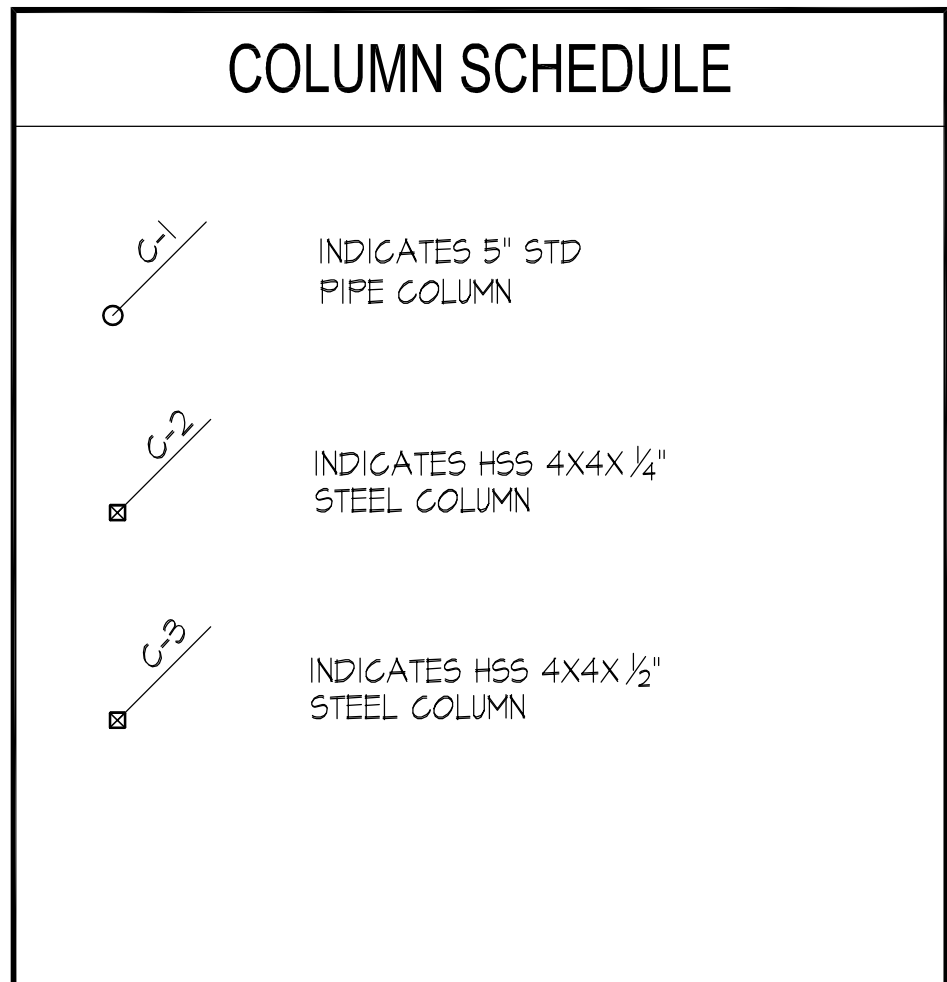 COLUMN SCHEDULE
C-1
INDICATES 5" STD
PIPE COLUMN
C-2
INDICATES HSS 4X4X 1/4"
STEEL COLUMN
C-3
INDICATES HSS 4X4X 1/2"
STEEL COLUMN